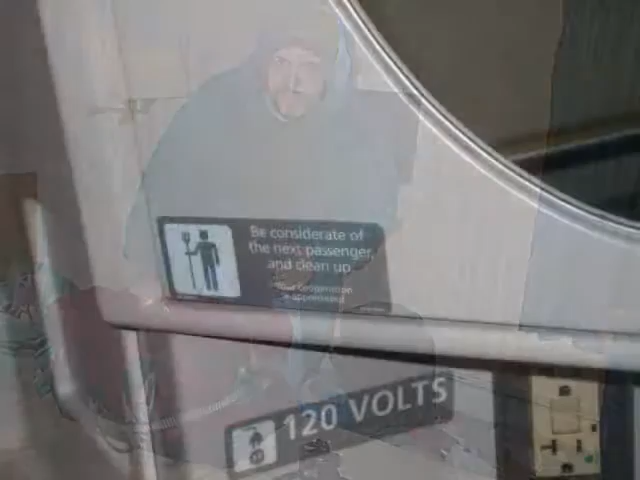 Be considerate of
the next passenger,
and clean up
Your cooperation
is appreciated
120 VOLTS